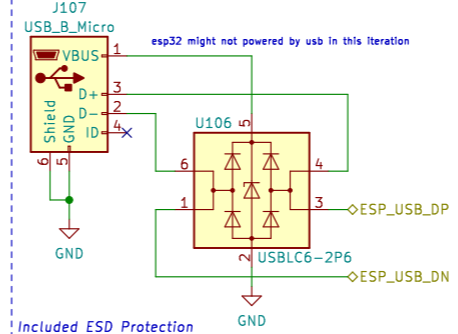 J107
USB_B_Micro
esp32 might not powered by usb in this iteration
VBUS 1
D+ 3
D- 2
ID 4
Shield
GND
6
5
GND
U106
5
6
4
1
3
ESP_USB_DP
2
USBLC6-2P6
ESP_USB_DN
GND
Included ESD Protection